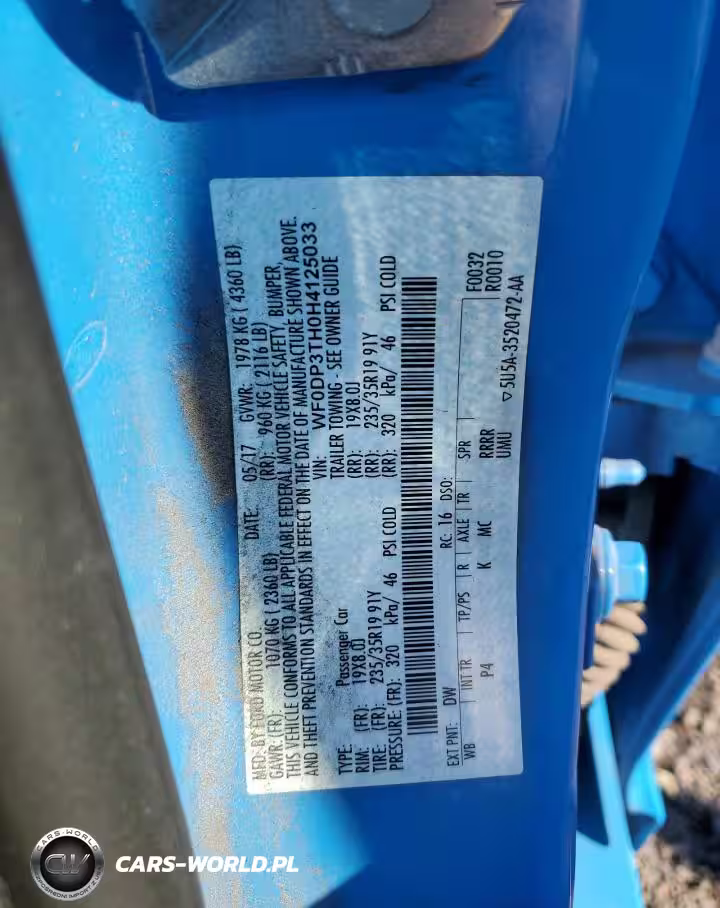 MFD. BY FORD MOTOR CO. DATE: 05/17 GVWR: 1978 KG ( 4360 LB)
GAWR: (FR): 1070 KG ( 2360 LB) (RR): 960 KG ( 2116 LB)
THIS VEHICLE CONFORMS TO ALL APPLICABLE FEDERAL MOTOR VEHICLE SAFETY, BUMPER,
AND THEFT PREVENTION STANDARDS IN EFFECT ON THE DATE OF MANUFACTURE SHOWN ABOVE.
VIN: WF0DP3TH0H4125033
TYPE: Passenger Car TRAILER TOWING - SEE OWNER GUIDE
RIM: (FR): 19X8.0J (RR): 19X8.0J
TIRE: (FR): 235/35R19 91Y (RR): 235/35R19 91Y
PRESSURE: (FR): 320 kPa/ 46 PSI COLD (RR): 320 kPa/ 46 PSI COLD
EXT PNT: DW RC: 16 DSO: F0032
WB INT TR TP/PS R AXLE TR SPR R0010
P4 K MC RRRR
UMU
▽5U5A-3520472-AA
CARS-WORLD
CW
CARS-WORLD.PL